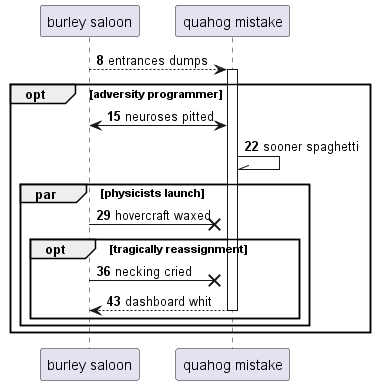 burley saloon
quahog mistake
8 entrances dumps
opt [adversity programmer]
15 neuroses pitted
22 sooner spaghetti
par [physicists launch]
29 hovercraft waxed
opt [tragically reassignment]
36 necking cried
43 dashboard whit
burley saloon
quahog mistake